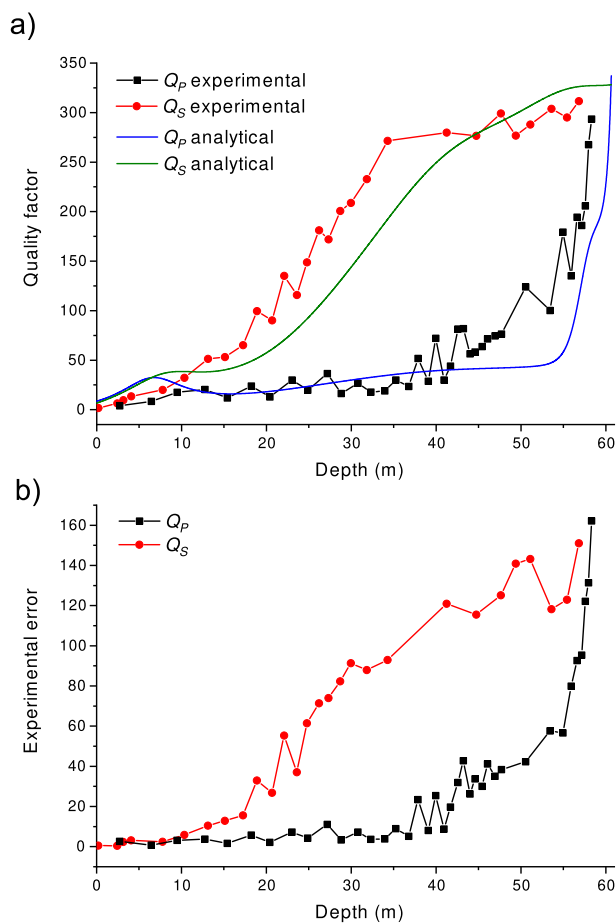 a)
350
300
250
200
150
100
50
0
Quality factor
QP experimental
QS experimental
QP analytical
QS analytical
0 10 20 30 40 50 60
Depth (m)
b)
160
140
120
100
80
60
40
20
0
Experimental error
QP
QS
0 10 20 30 40 50 60
Depth (m)